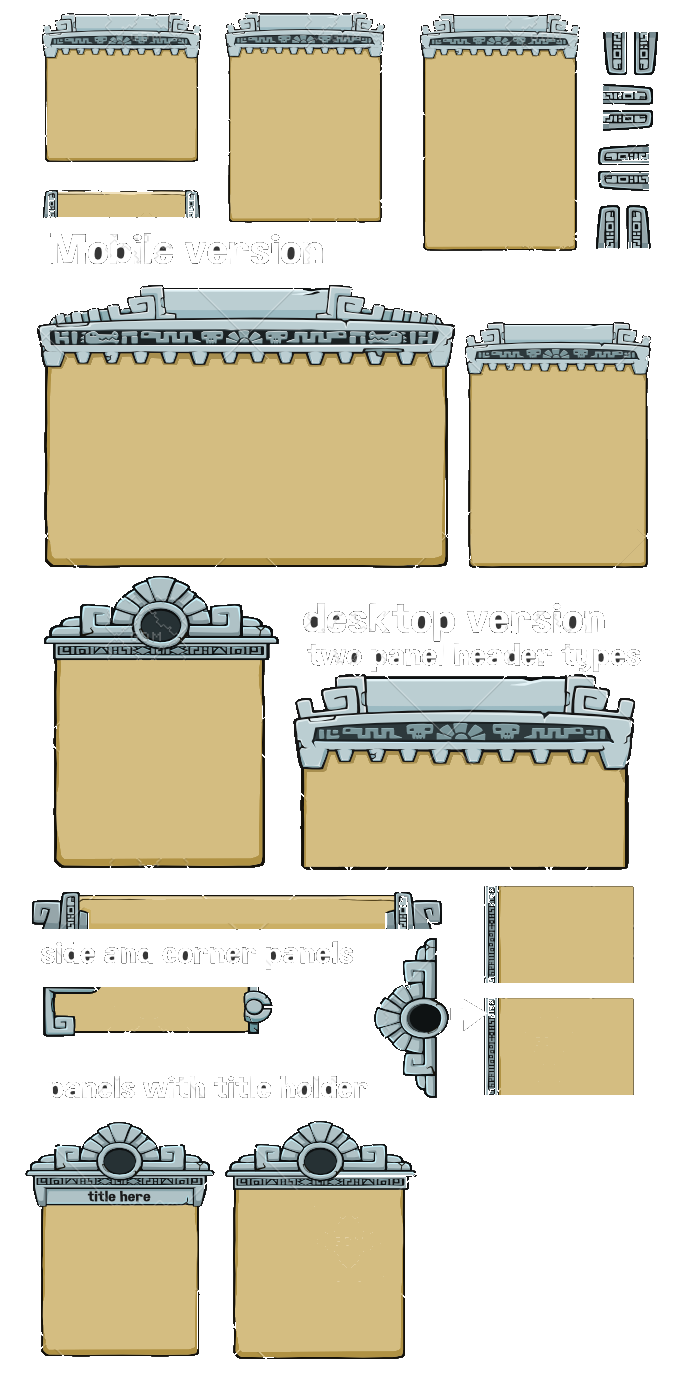 Mobile version
desktop version
two panel header types
side and corner panels
panels with title holder
title here